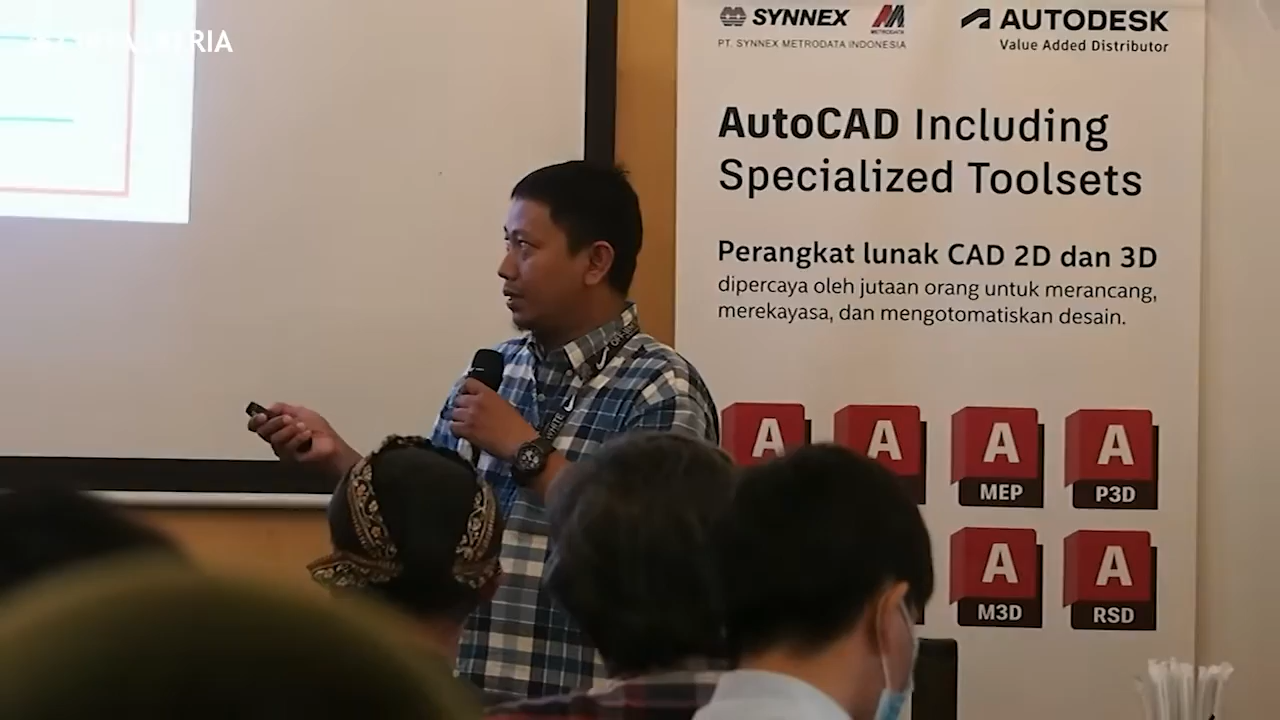 SYNNEX
METRODATA
PT. SYNNEX METRODATA INDONESIA
AUTODESK
Value Added Distributor
AutoCAD Including
Specialized Toolsets
Perangkat lunak CAD 2D dan 3D
dipercaya oleh jutaan orang untuk merancang,
merekayasa, dan mengotomatiskan desain.
A
A
A
MEP
A
P3D
A
M3D
A
RSD